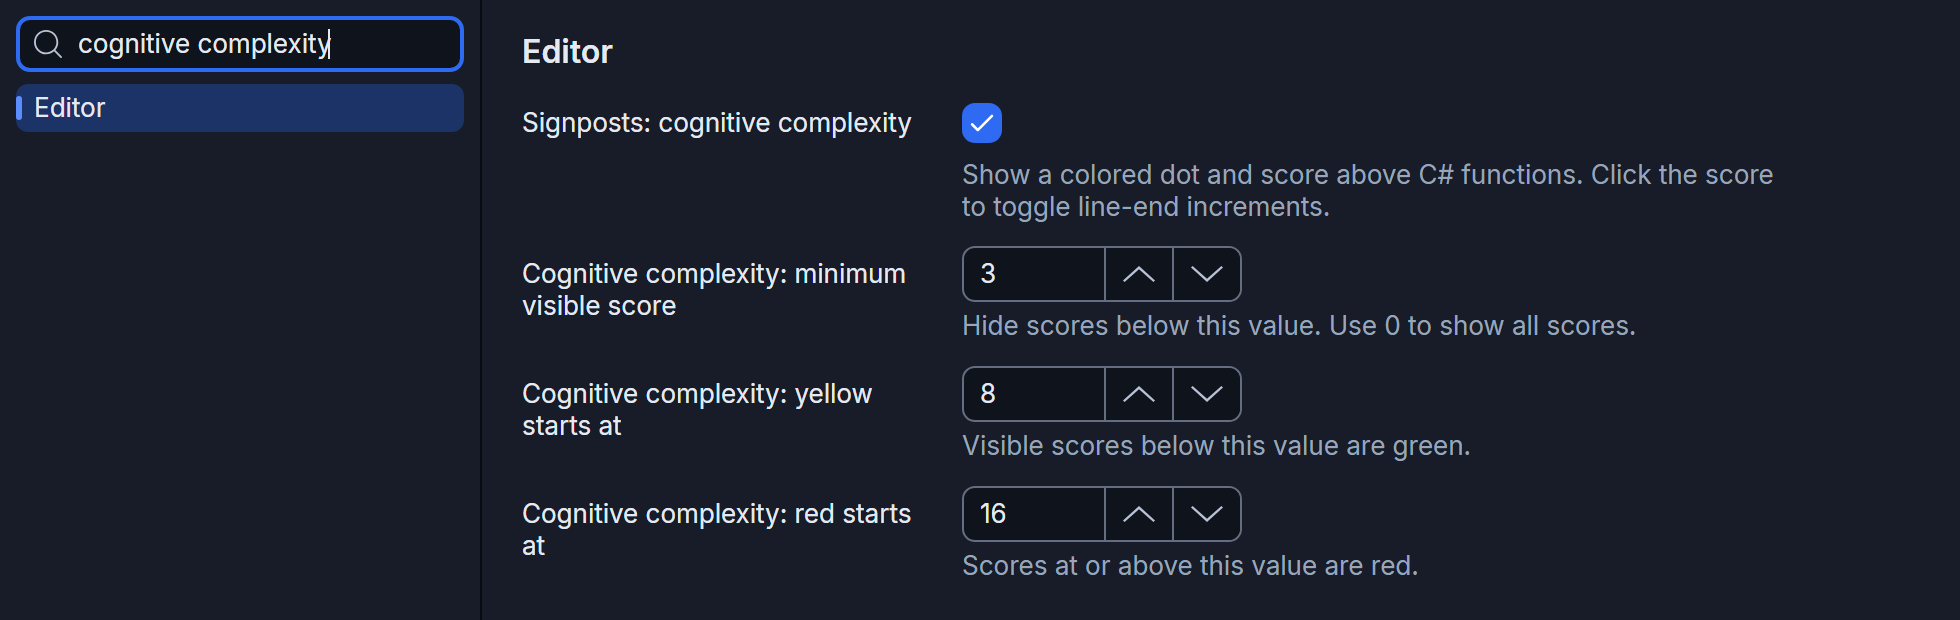 cognitive complexity
Editor
Editor
Signposts: cognitive complexity
Show a colored dot and score above C# functions. Click the score
to toggle line-end increments.
Cognitive complexity: minimum
visible score
3
Hide scores below this value. Use 0 to show all scores.
Cognitive complexity: yellow
starts at
8
Visible scores below this value are green.
Cognitive complexity: red starts
at
16
Scores at or above this value are red.